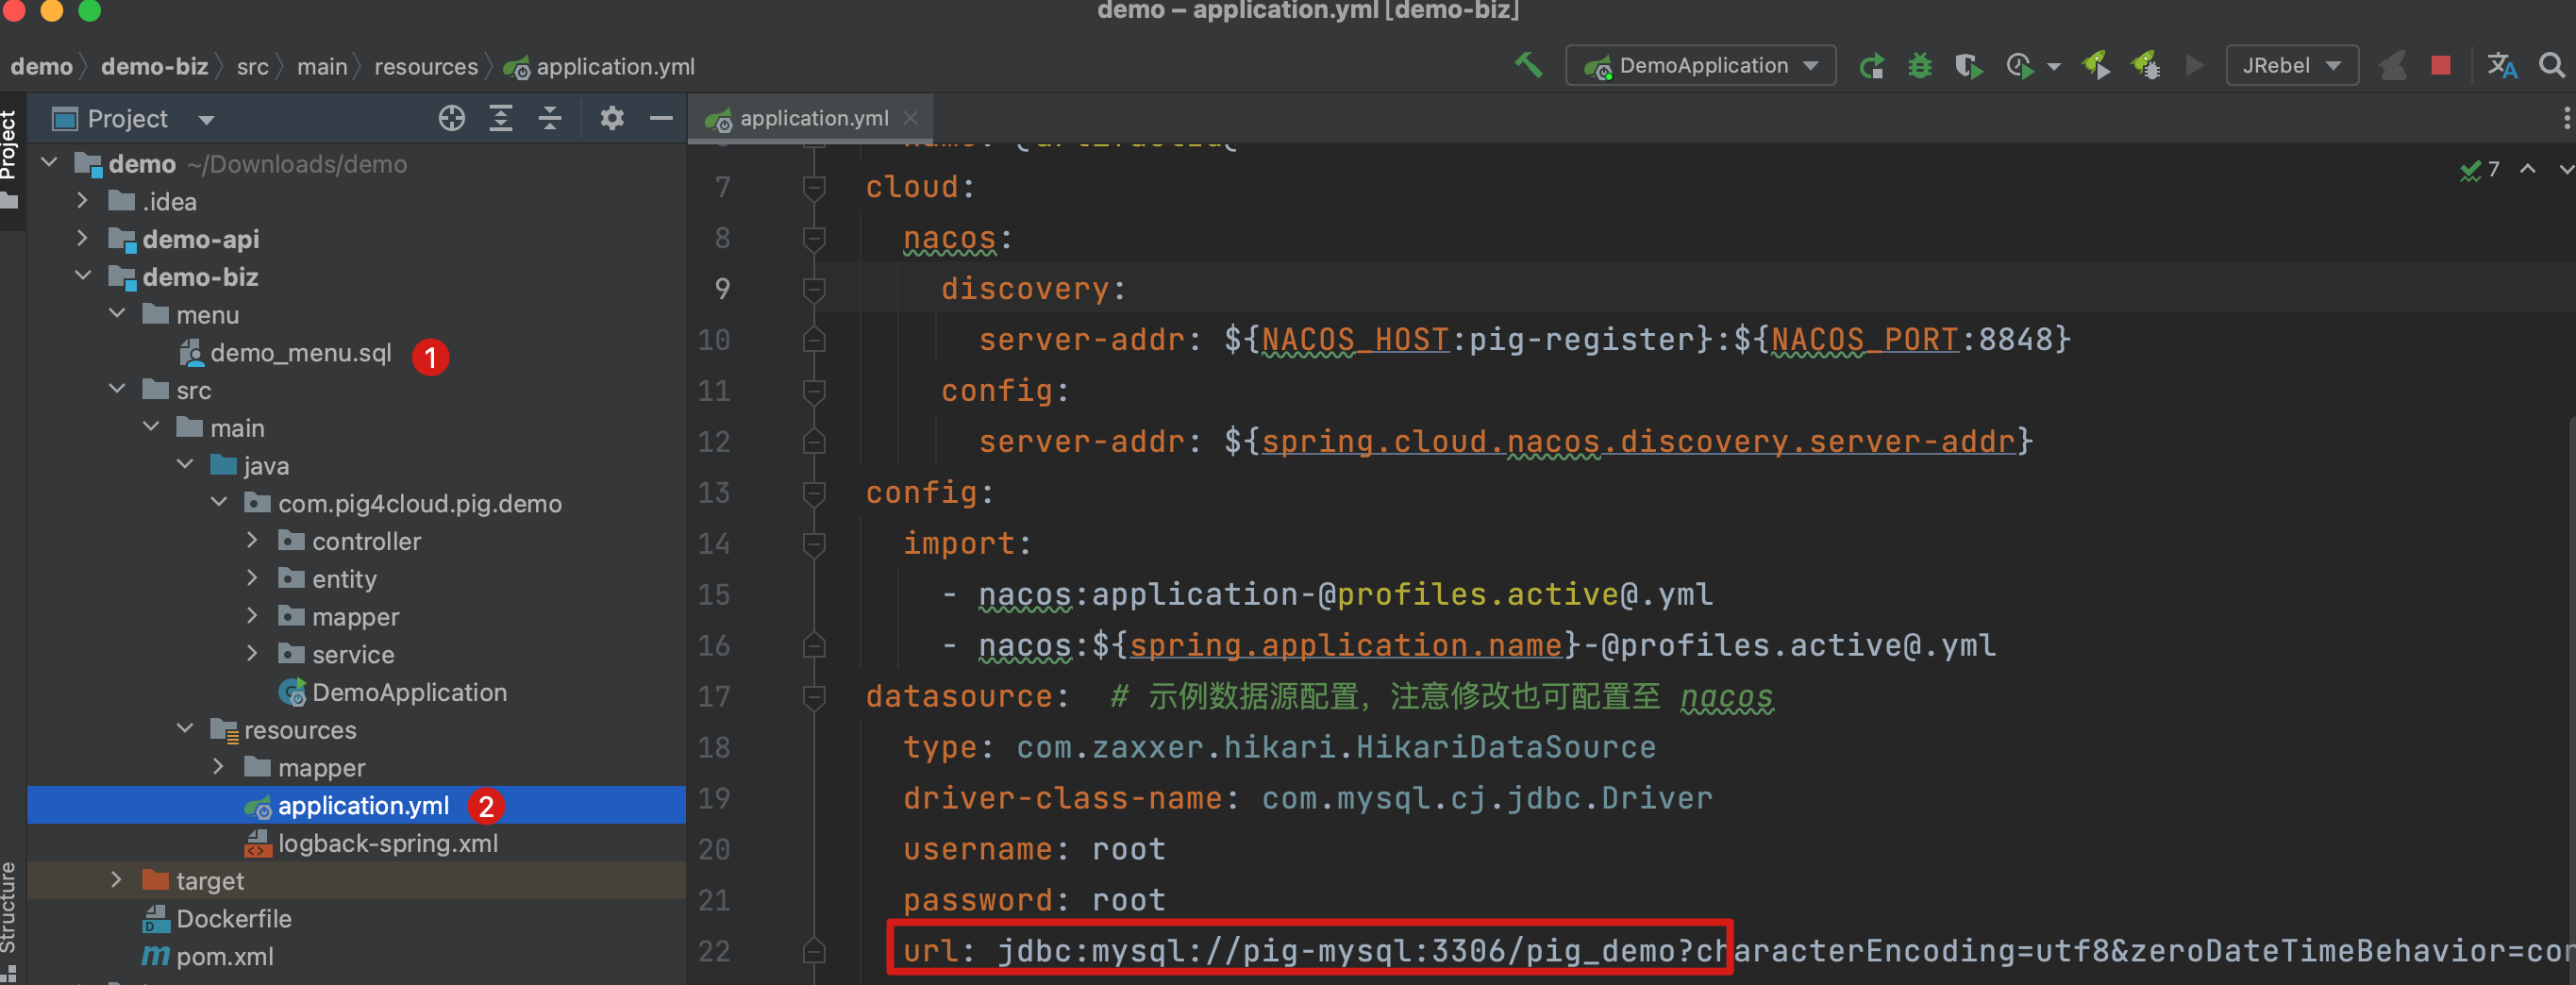 demo – application.yml [demo-biz]
demo demo-biz src main resources application.yml
DemoApplication
JRebel
Project
Project
application.yml
demo ~/Downloads/demo
.idea
demo-api
demo-biz
menu
demo_menu.sql 1
src
main
java
com.pig4cloud.pig.demo
controller
entity
mapper
service
DemoApplication
resources
mapper
application.yml 2
logback-spring.xml
target
Dockerfile
pom.xml
Structure
7
7 cloud:
8 nacos:
9 discovery:
10 server-addr: ${NACOS_HOST:pig-register}:${NACOS_PORT:8848}
11 config:
12 server-addr: ${spring.cloud.nacos.discovery.server-addr}
13 config:
14 import:
15 - nacos:application-@profiles.active@.yml
16 - nacos:${spring.application.name}-@profiles.active@.yml
17 datasource: # 示例数据源配置，注意修改也可配置至 nacos
18 type: com.zaxxer.hikari.HikariDataSource
19 driver-class-name: com.mysql.cj.jdbc.Driver
20 username: root
21 password: root
22 url: jdbc:mysql://pig-mysql:3306/pig_demo?characterEncoding=utf8&zeroDateTimeBehavior=con